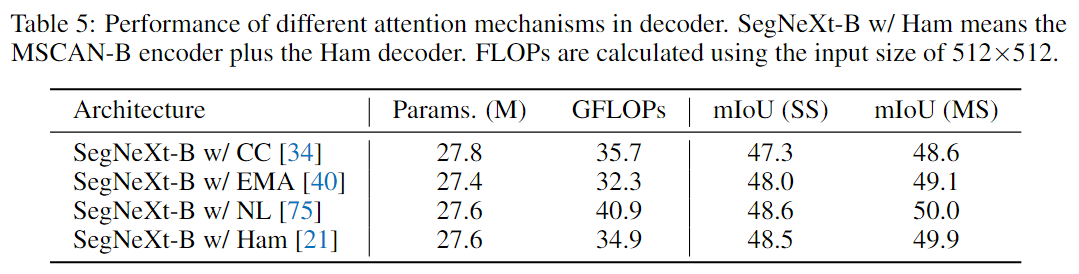 Table 5: Performance of different attention mechanisms in decoder. SegNeXt-B w/ Ham means the
MSCAN-B encoder plus the Ham decoder. FLOPs are calculated using the input size of 512×512.
Architecture Params. (M) GFLOPs mIoU (SS) mIoU (MS)
SegNeXt-B w/ CC [34] 27.8 35.7 47.3 48.6
SegNeXt-B w/ EMA [40] 27.4 32.3 48.0 49.1
SegNeXt-B w/ NL [75] 27.6 40.9 48.6 50.0
SegNeXt-B w/ Ham [21] 27.6 34.9 48.5 49.9